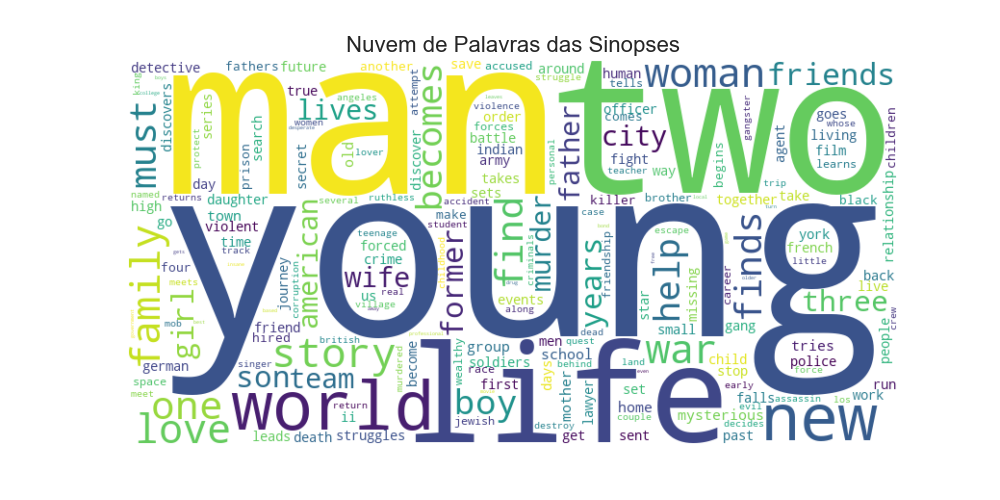 Nuvem de Palavras das Sinopses
detective fathers future another save accused around human
tells woman friends
man two
must discovers series true lives angeles becomes attempt violence order officer comes city goes whose living film learns children
struggle gangster agent
prison search women desperate secret old lover discover forces battle indian army father fight way begins
protect day takes personal teacher
family high named returns daughter several ruthless sets accident killer brother trip together take black relationship
young
town go violent time track american teenage forced crime wife us real village
former make student find murder case years friendship escape help star missing career finds
childhood events along criminals drug
york french little three back live
four meets girl journey corruption
mob friend hired british story group soldiers men dead quest small gang war tries police people crew
german son team become wealthy school behind land child stop force
space singer murdered race first days mother set early run
meet one world life boy lawyer home falls assassin los work
return ii jewish destroy couple mysterious evil decides new
love leads death struggles get sent past